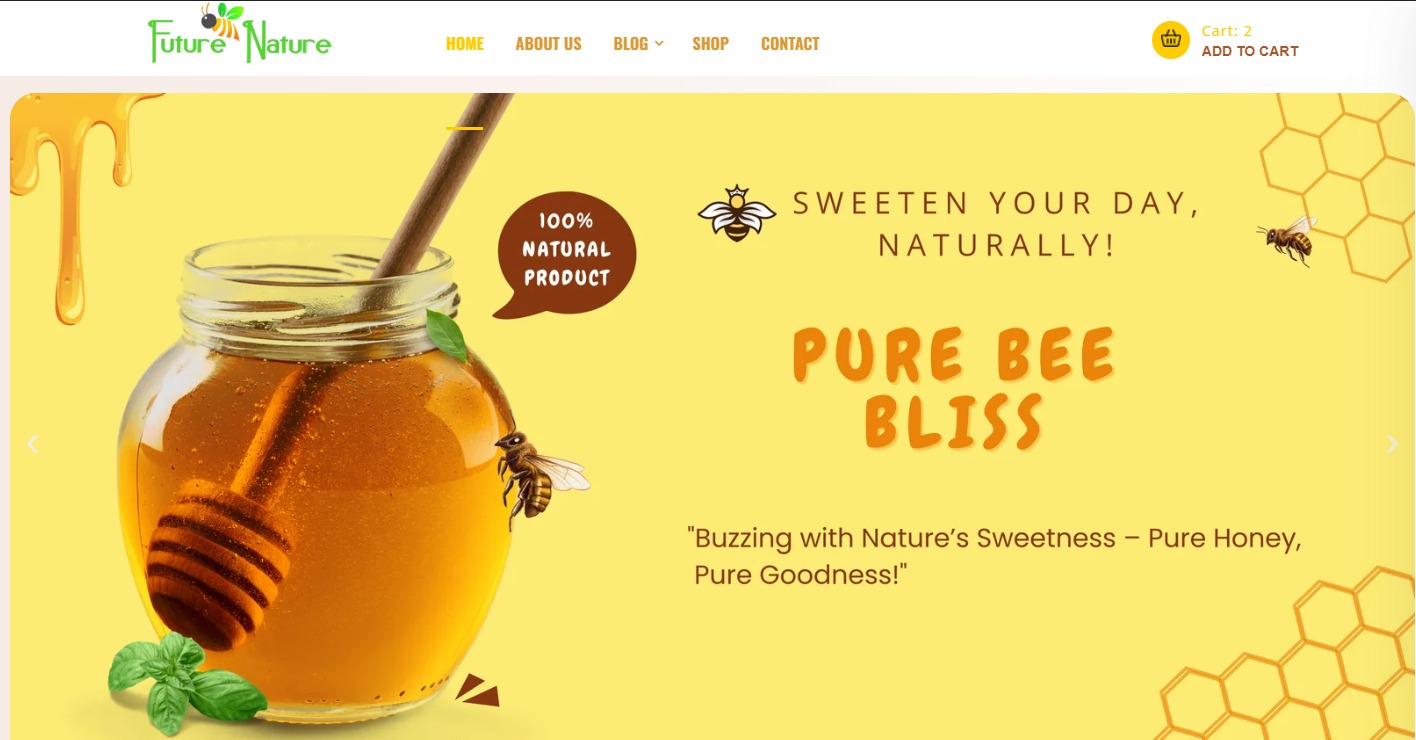 Future Nature
HOME
ABOUT US
BLOG
SHOP
CONTACT
Cart: 2
ADD TO CART
100%
NATURAL
PRODUCT
SWEETEN YOUR DAY,
NATURALLY!
PURE BEE
BLISS
"Buzzing with Nature’s Sweetness – Pure Honey,
Pure Goodness!"